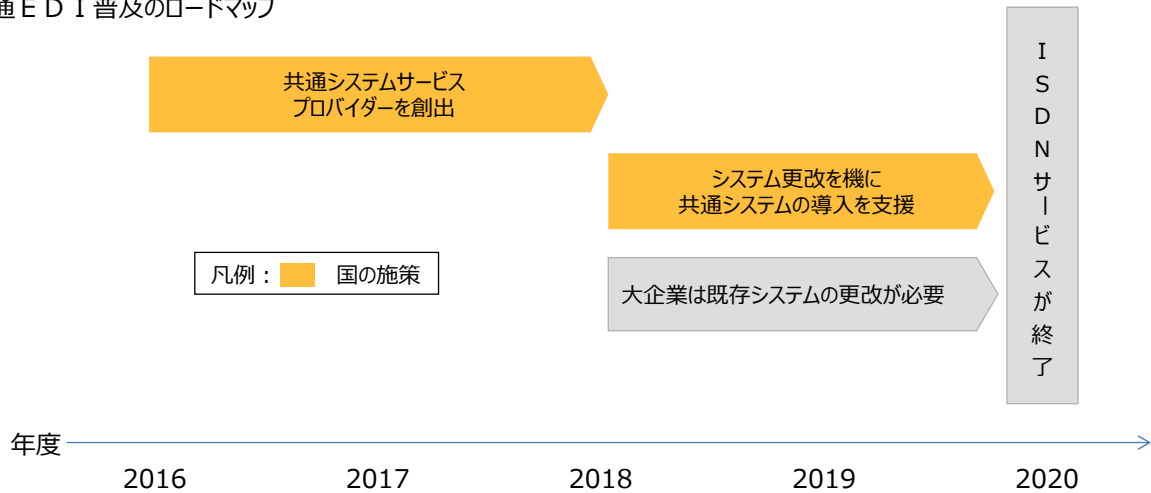 通ＥＤＩ普及のロードマップ
共通システムサービス
プロバイダーを創出
システム更改を機に
共通システムの導入を支援
凡例： 国の施策
大企業は既存システムの更改が必要
ＩＳＤＮサービスが終了
年度
2016 2017 2018 2019 2020